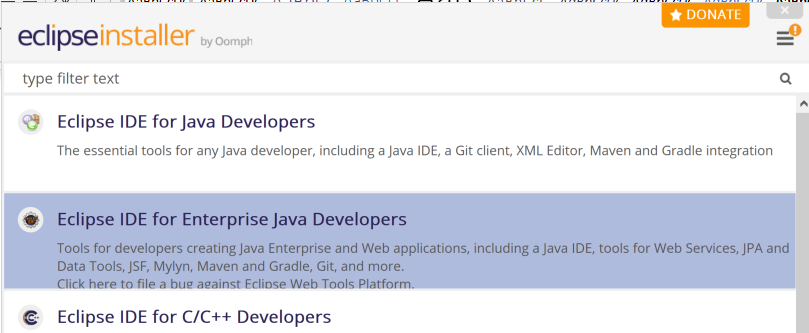 DONATE
eclipseinstaller by Oomph
type filter text
Eclipse IDE for Java Developers
The essential tools for any Java developer, including a Java IDE, a Git client, XML Editor, Maven and Gradle integration
Eclipse IDE for Enterprise Java Developers
Tools for developers creating Java Enterprise and Web applications, including a Java IDE, tools for Web Services, JPA and
Data Tools, JSF, Mylyn, Maven and Gradle, Git, and more.
Click here to file a bug against Eclipse Web Tools Platform.
Eclipse IDE for C/C++ Developers